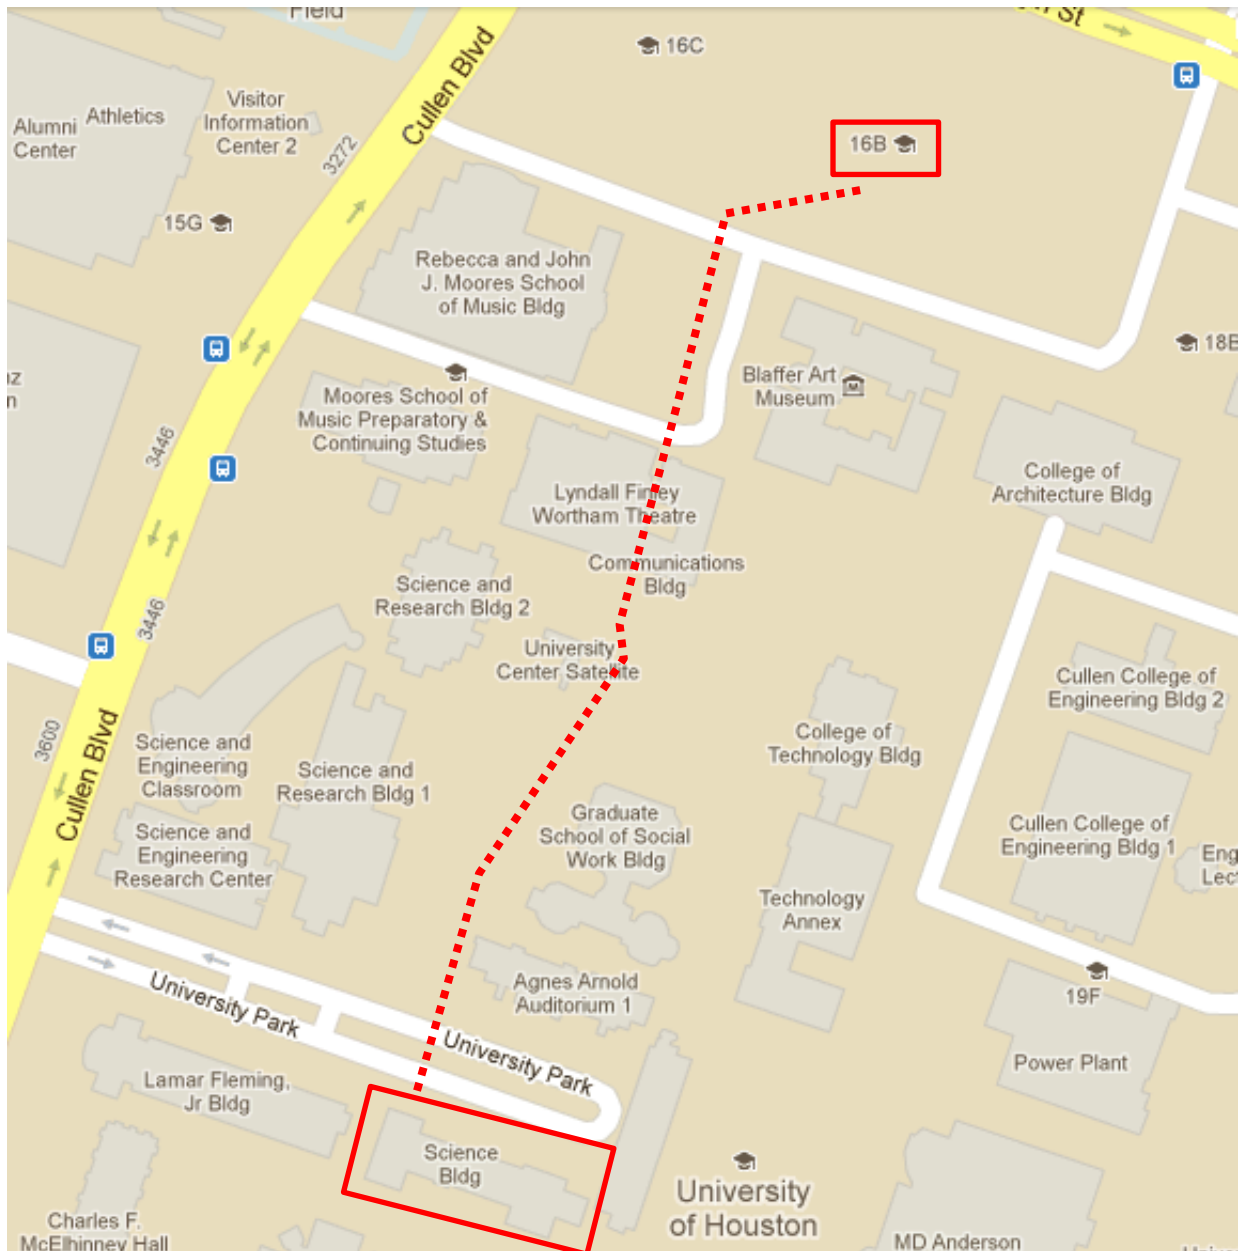 Field
Cullen Blvd
St
16C
Visitor
Information
Center 2
Athletics
Alumni
Center
3272
16B
15G
Rebecca and John
J. Moores School
of Music Bldg
18B
Blaffer Art
Museum
Moores School of
Music Preparatory &
Continuing Studies
3446
College of
Architecture Bldg
Lyndall Finley
Wortham Theatre
Communications
Bldg
Science and
Research Bldg 2
3446
University
Center Satellite
Cullen College of
Engineering Bldg 2
3600
Cullen Blvd
Science and
Engineering
Classroom
Science and
Research Bldg 1
College of
Technology Bldg
Graduate
School of Social
Work Bldg
Cullen College of
Engineering Bldg 1
Science and
Engineering
Research Center
Eng
Lect
Technology
Annex
Agnes Arnold
Auditorium 1
19F
University Park
University Park
Power Plant
Lamar Fleming,
Jr Bldg
Science
Bldg
University
of Houston
Charles F.
McElhinney Hall
MD Anderson